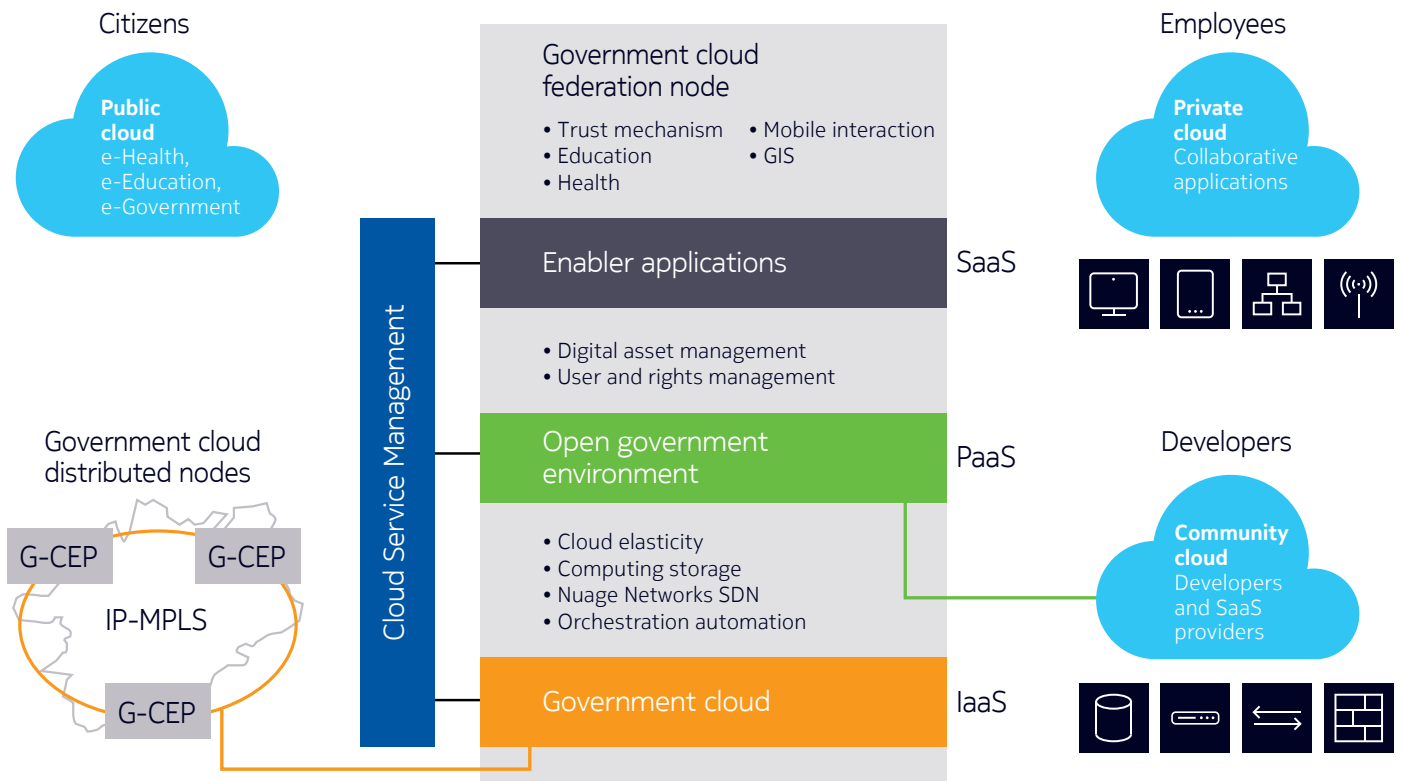 Citizens
Public
cloud
e-Health,
e-Education,
e-Government
Government cloud
federation node
• Trust mechanism
• Education
• Health
• Mobile interaction
• GIS
Employees
Private
cloud
Collaborative
applications
Cloud Service Management
Enabler applications
SaaS
• Digital asset management
• User and rights management
Open government
environment
PaaS
• Cloud elasticity
• Computing storage
• Nuage Networks SDN
• Orchestration automation
Government cloud
IaaS
Government cloud
distributed nodes
G-CEP
G-CEP
IP-MPLS
G-CEP
Developers
Community
cloud
Developers
and SaaS
providers